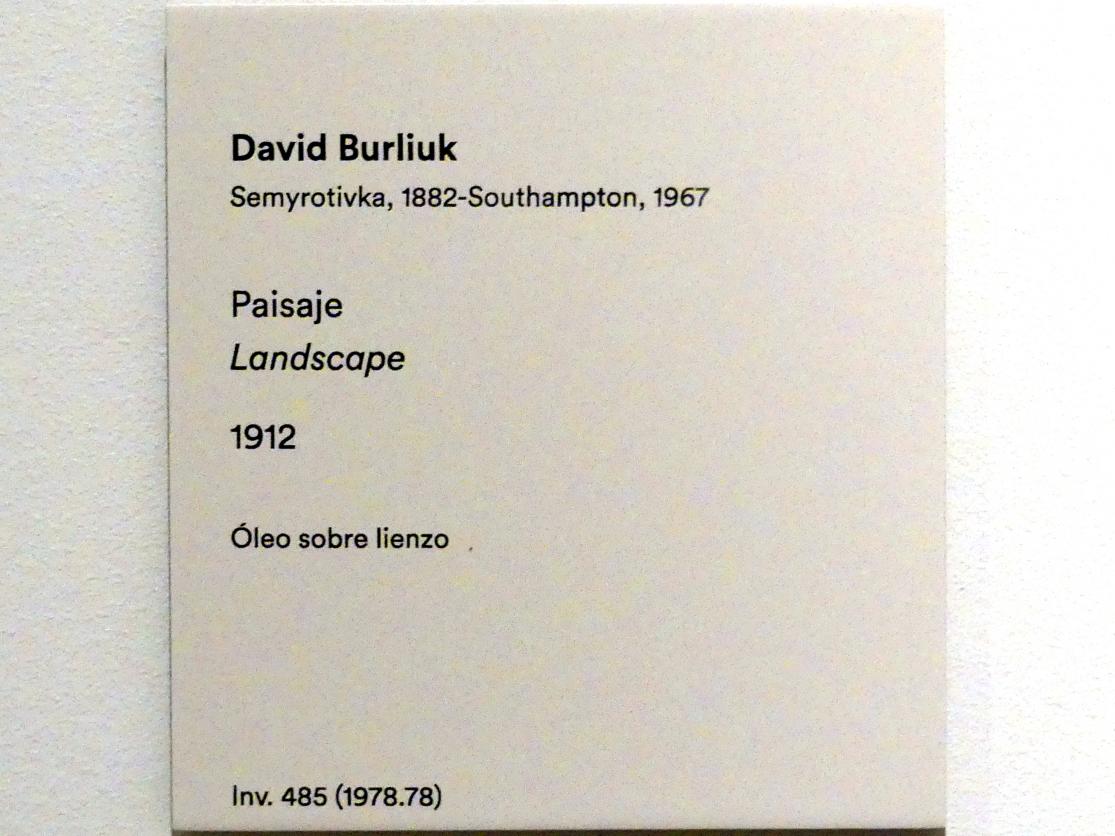 David Burliuk
Semyrotivka, 1882-Southampton, 1967
Paisaje
Landscape
1912
Óleo sobre lienzo
Inv. 485 (1978.78)